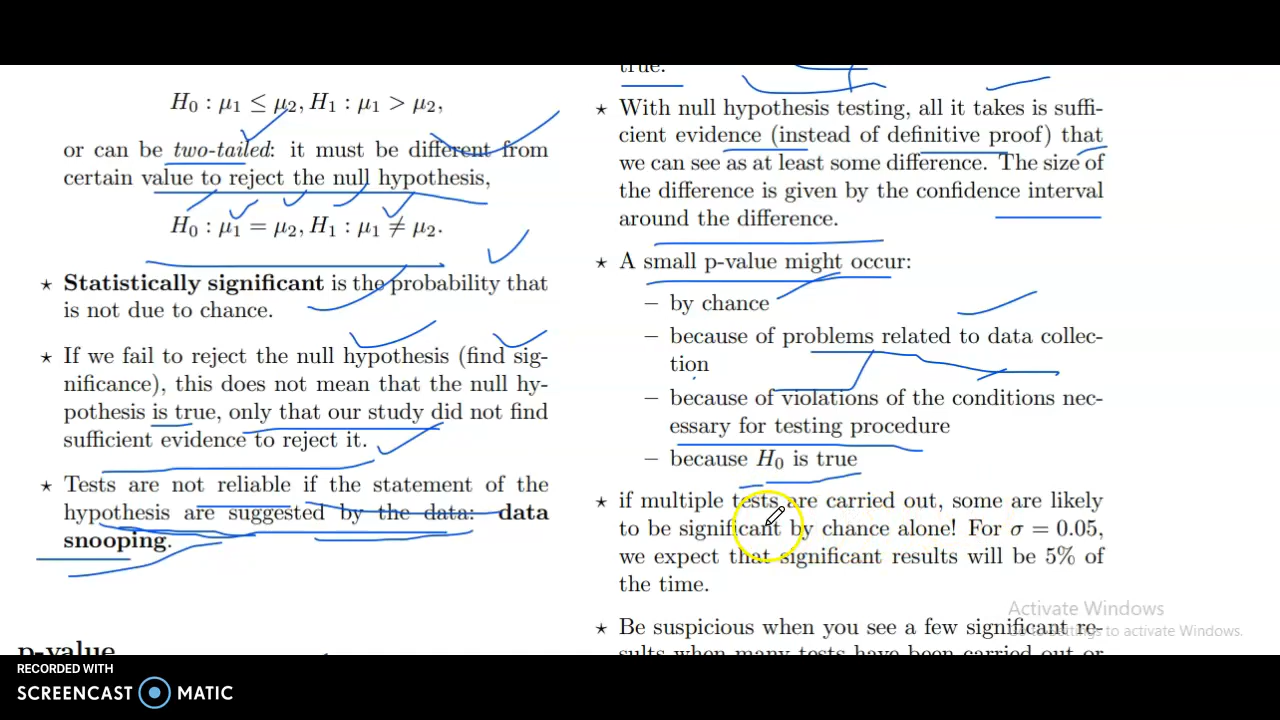 H₀ : μ₁ ≤ μ₂, H₁ : μ₁ > μ₂,
or can be two-tailed: it must be different from
certain value to reject the null hypothesis,
H₀ : μ₁ = μ₂, H₁ : μ₁ ≠ μ₂.
⋆ Statistically significant is the probability that
is not due to chance.
⋆ If we fail to reject the null hypothesis (find sig-
nificance), this does not mean that the null hy-
pothesis is true, only that our study did not find
sufficient evidence to reject it.
⋆ Tests are not reliable if the statement of the
hypothesis are suggested by the data: data
snooping.
p-value
true.
⋆ With null hypothesis testing, all it takes is suffi-
cient evidence (instead of definitive proof) that
we can see as at least some difference. The size of
the difference is given by the confidence interval
around the difference.
⋆ A small p-value might occur:
– by chance
– because of problems related to data collec-
tion
– because of violations of the conditions nec-
essary for testing procedure
– because H₀ is true
⋆ if multiple tests are carried out, some are likely
to be significant by chance alone! For σ = 0.05,
we expect that significant results will be 5% of
the time.
⋆ Be suspicious when you see a few significant re-
sults when many tests have been carried out or
Activate Windows
Go to Settings to activate Windows.
RECORDED WITH
SCREENCAST MATIC